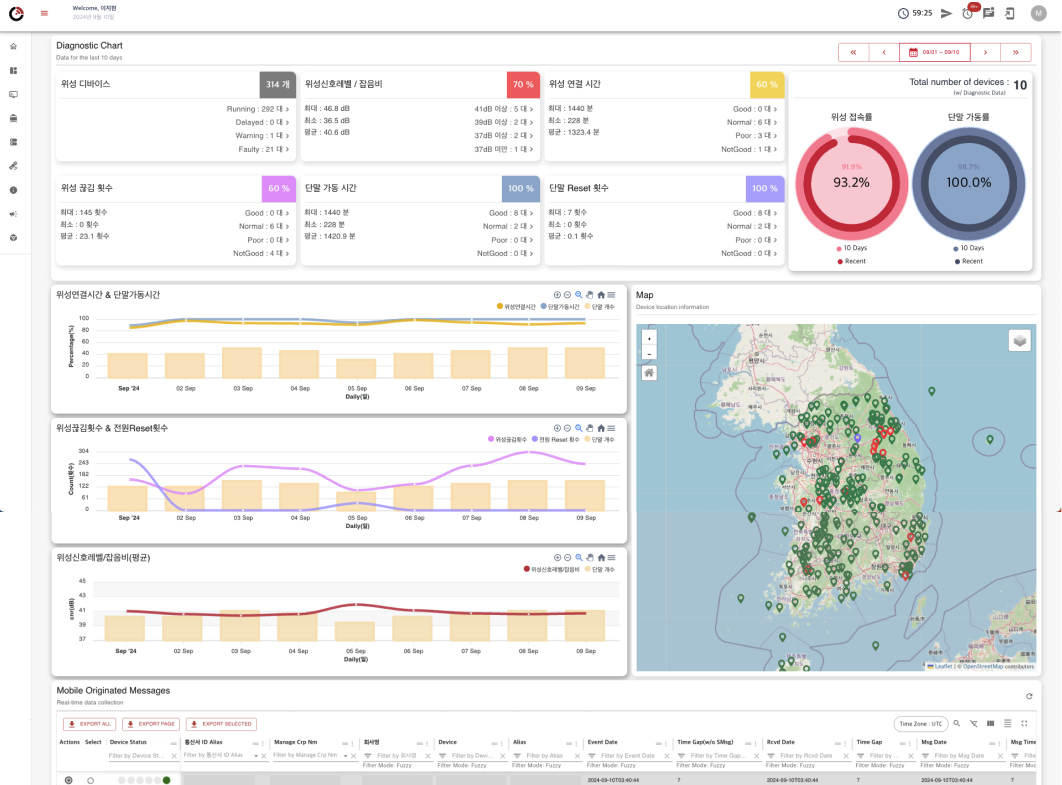 Welcome, 이지현
2024년 9월 10일
59:25
99+
M
Diagnostic Chart
Data for the last 10 days
09/01 ~ 09/10
위성 디바이스
314 개
Running : 292 대
Delayed : 0 대
Warning : 1 대
Faulty : 21 대
위성신호레벨 / 잡음비
70 %
최대 : 46.8 dB
최소 : 36.5 dB
평균 : 40.6 dB
41dB 이상 : 5 대
39dB 이상 : 2 대
37dB 이상 : 2 대
37dB 미만 : 1 대
위성 연결 시간
60 %
최대 : 1440 분
최소 : 228 분
평균 : 1323.4 분
Good : 0 대
Normal : 6 대
Poor : 3 대
NotGood : 1 대
위성 끊김 횟수
60 %
최대 : 145 횟수
최소 : 0 횟수
평균 : 23.1 횟수
Good : 0 대
Normal : 6 대
Poor : 0 대
NotGood : 4 대
단말 가동 시간
100 %
최대 : 1440 분
최소 : 228 분
평균 : 1420.9 분
Good : 8 대
Normal : 2 대
Poor : 0 대
NotGood : 0 대
단말 Reset 횟수
100 %
최대 : 7 횟수
최소 : 0 횟수
평균 : 0.1 횟수
Good : 8 대
Normal : 2 대
Poor : 0 대
NotGood : 0 대
Total number of devices : 10
(w/ Diagnostic Data)
위성 접속률
91.9%
93.2%
10 Days
Recent
단말 가동률
98.7%
100.0%
10 Days
Recent
위성연결시간 & 단말가동시간
위성연결시간 단말가동시간 단말 개수
Percentage(%)
100
80
60
40
20
0
Sep '24 02 Sep 03 Sep 04 Sep 05 Sep 06 Sep 07 Sep 08 Sep 09 Sep
Daily(일)
위성끊김횟수 & 전원Reset횟수
위성끊김횟수 전원 Reset 횟수 단말 개수
Count(횟수)
304
243
182
122
61
0
Sep '24 02 Sep 03 Sep 04 Sep 05 Sep 06 Sep 07 Sep 08 Sep 09 Sep
Daily(일)
위성신호레벨/잡음비(평균)
위성신호레벨/잡음비 단말 개수
cnr(dB)
45
43
41
39
37
Sep '24 02 Sep 03 Sep 04 Sep 05 Sep 06 Sep 07 Sep 08 Sep 09 Sep
Daily(일)
Map
Device location information
+
-
Leaflet | © OpenStreetMap contributors
Mobile Originated Messages
Real-time data collection
EXPORT ALL
EXPORT PAGE
EXPORT SELECTED
Time Zone : UTC
Actions Select Device Status 통신사 ID Alias Manage Crp Nm 회사명 Device Alias Event Date Time Gap(w/o SMsg) Rcvd Date Time Gap Msg Date Msg Time
Filter by Device St... Filter by 통신사 ID Alias Filter by Manage Crp Nm Filter by 회사명 Filter by Devi... Filter by Alias Filter by Event Date Filter by Time Gap... Filter by Rcvd Date Filter by ... Filter by Msg Date
Filter Mode: Fuzzy Filter Mode: Fuzzy Filter Mode: Fuzzy Filter Mode: Fuzzy Filter Mode: Fuzzy Filter Mode: Fuzzy Filter Mode: Fuzzy Filter Mode: Fuzzy
2024-09-10T03:40:44 7 2024-09-10T03:40:44 7 2024-09-10T03:40:44 7